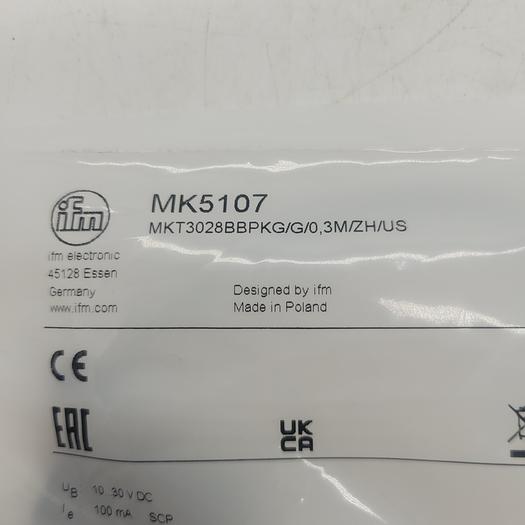 ifm
MK5107
MKT3028BBPKG/G/0,3M/ZH/US
ifm electronic
45128 Essen
Germany
www.ifm.com
Designed by ifm
Made in Poland
CE
EAC
UK
CA
UB 10..30 V DC
Ie 100 mA SCP